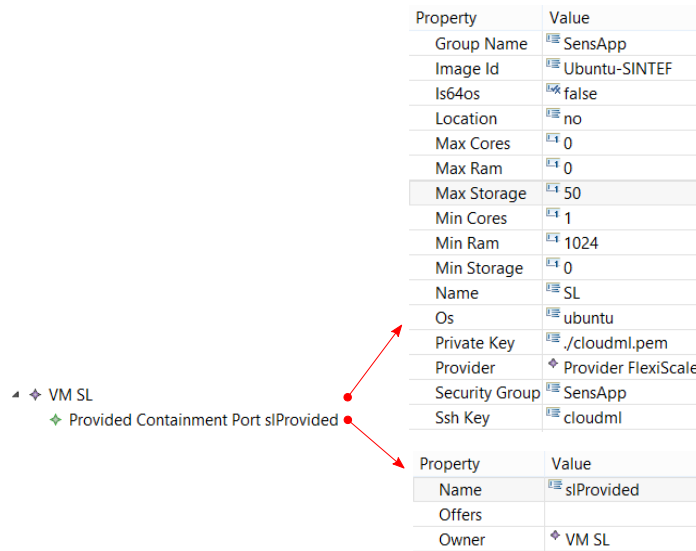 Property Value
Group Name SensApp
Image Id Ubuntu-SINTEF
Is64os false
Location no
Max Cores 0
Max Ram 0
Max Storage 50
Min Cores 1
Min Ram 1024
Min Storage 0
Name SL
Os ubuntu
Private Key ./cloudml.pem
Provider Provider FlexiScale
Security Group SensApp
Ssh Key cloudml
VM SL
Provided Containment Port slProvided
Property Value
Name slProvided
Offers
Owner VM SL